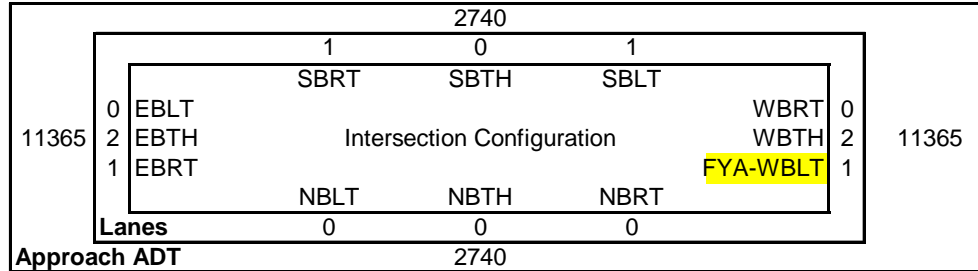 2740
1 0 1
SBRT SBTH SBLT
0 EBLT WBRT 0
11365 2 EBTH Intersection Configuration WBTH 2 11365
1 EBRT FYA-WBLT 1
NBLT NBTH NBRT
Lanes 0 0 0
Approach ADT 2740